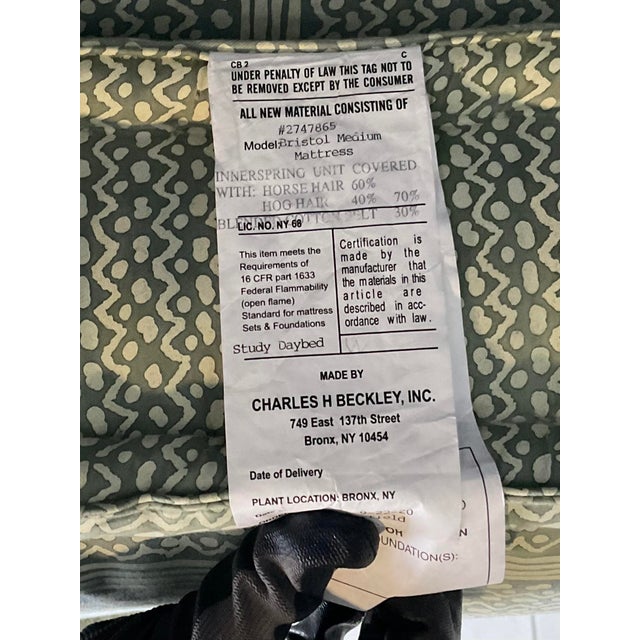 CB 2 C
UNDER PENALTY OF LAW THIS TAG NOT TO
BE REMOVED EXCEPT BY THE CONSUMER
ALL NEW MATERIAL CONSISTING OF
#2747865
Model: Bristol Medium
Mattress
INNERSPRING UNIT COVERED
WITH: HORSE HAIR 60%
HOG HAIR 40% 70%
BLENDED COTTON FELT 30%
LIC. NO. NY 68
This item meets the
Requirements of
16 CFR part 1633
Federal Flammability
(open flame)
Standard for mattress
Sets & Foundations
Study Daybed
Certification is
made by the
manufacturer that
the materials in this
article are
described in acc-
ordance with law.
MADE BY
CHARLES H BECKLEY, INC.
749 East 137th Street
Bronx, NY 10454
Date of Delivery
PLANT LOCATION: BRONX, NY
OH
N
OUNDATION(S):